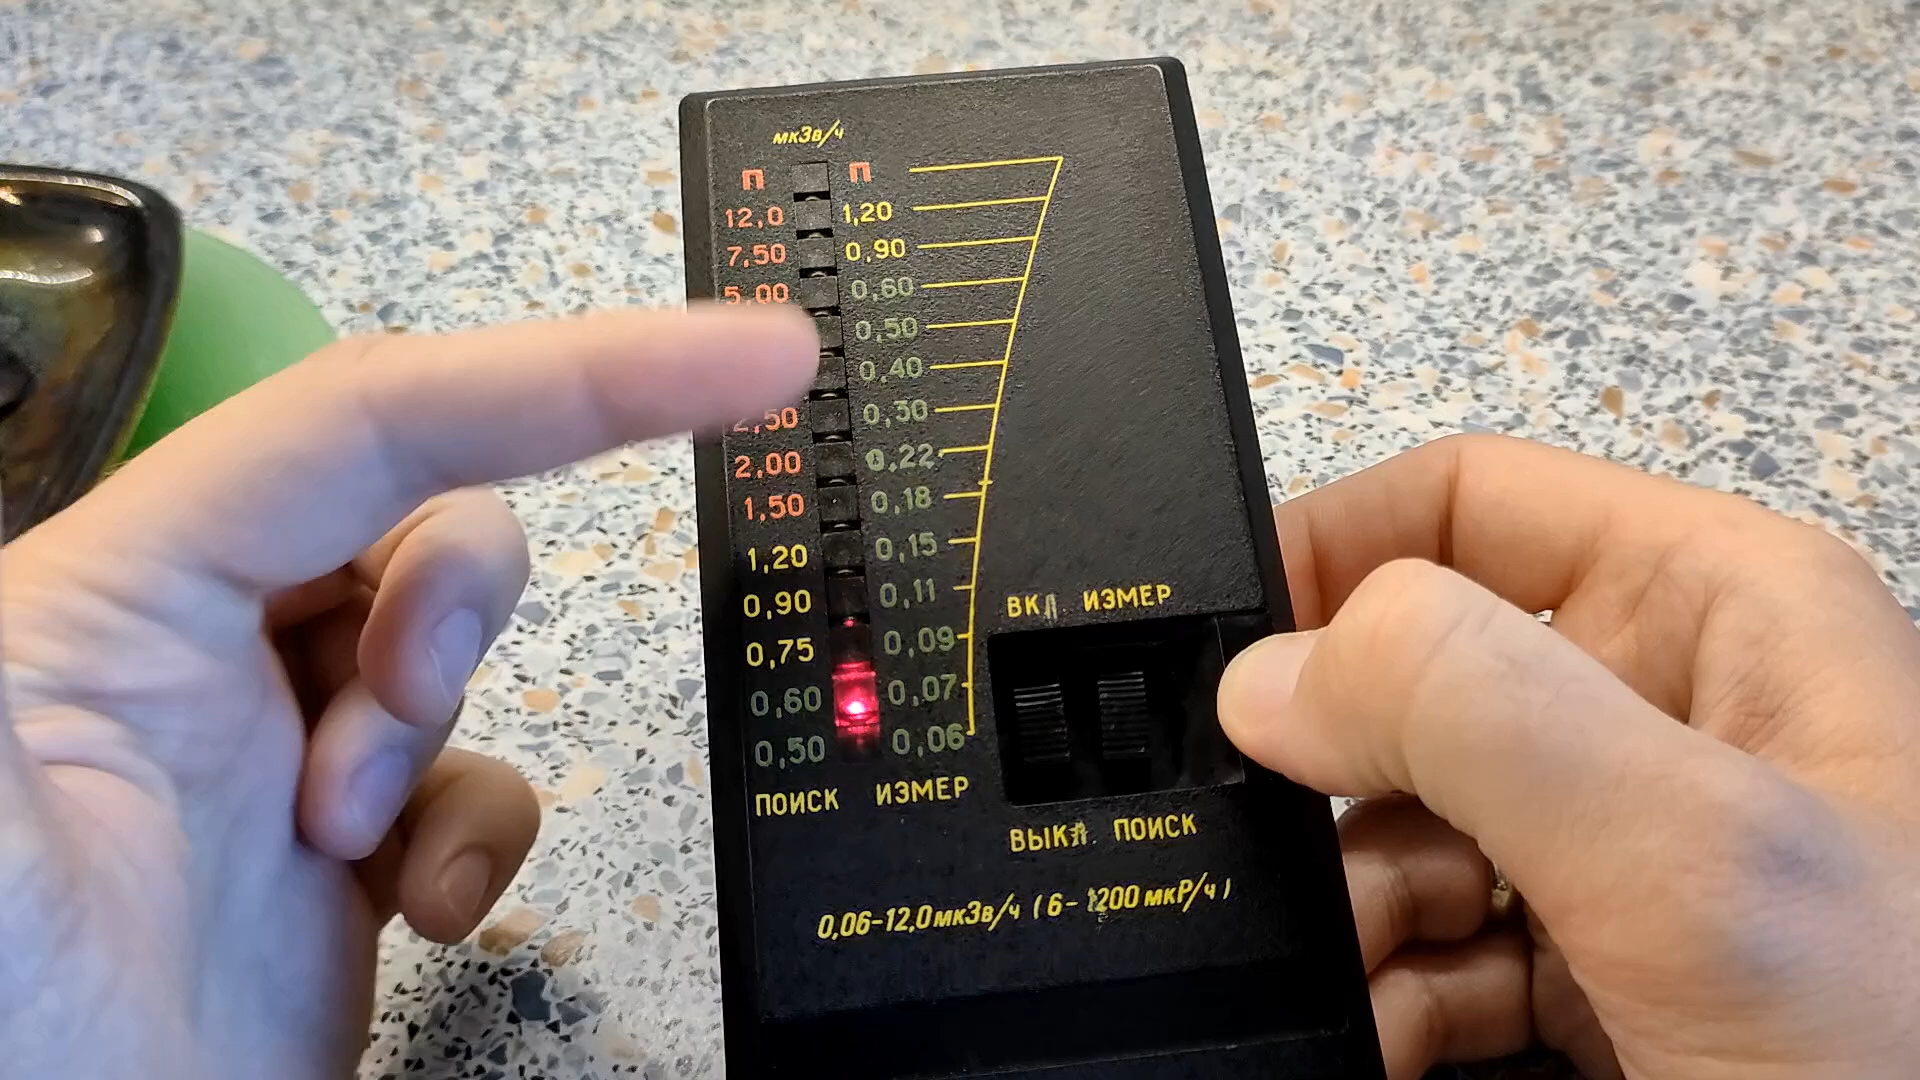 мкЗв/ч
П П
12,0 1,20
7,50 0,90
5,00 0,60
0,50
0,40
2,50 0,30
2,00 0,22
1,50 0,18
1,20 0,15
0,90 0,11
0,75 0,09
0,60 0,07
0,50 0,06
ПОИСК ИЗМЕР
ВКЛ. ИЗМЕР
ВЫКЛ. ПОИСК
0,06-12,0мкЗв/ч (6-1200 мкР/ч)